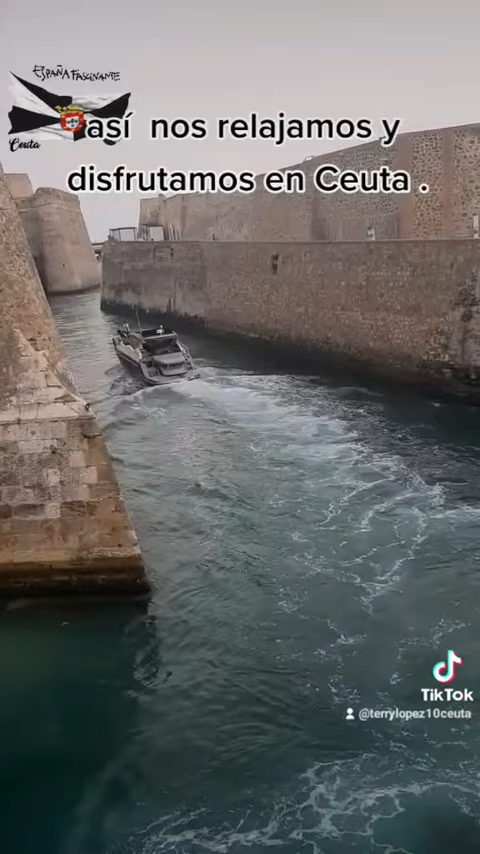 ESPAÑA FASCINANTE
Ceuta
así nos relajamos y
disfrutamos en Ceuta .
TikTok
@terrylopez10ceuta